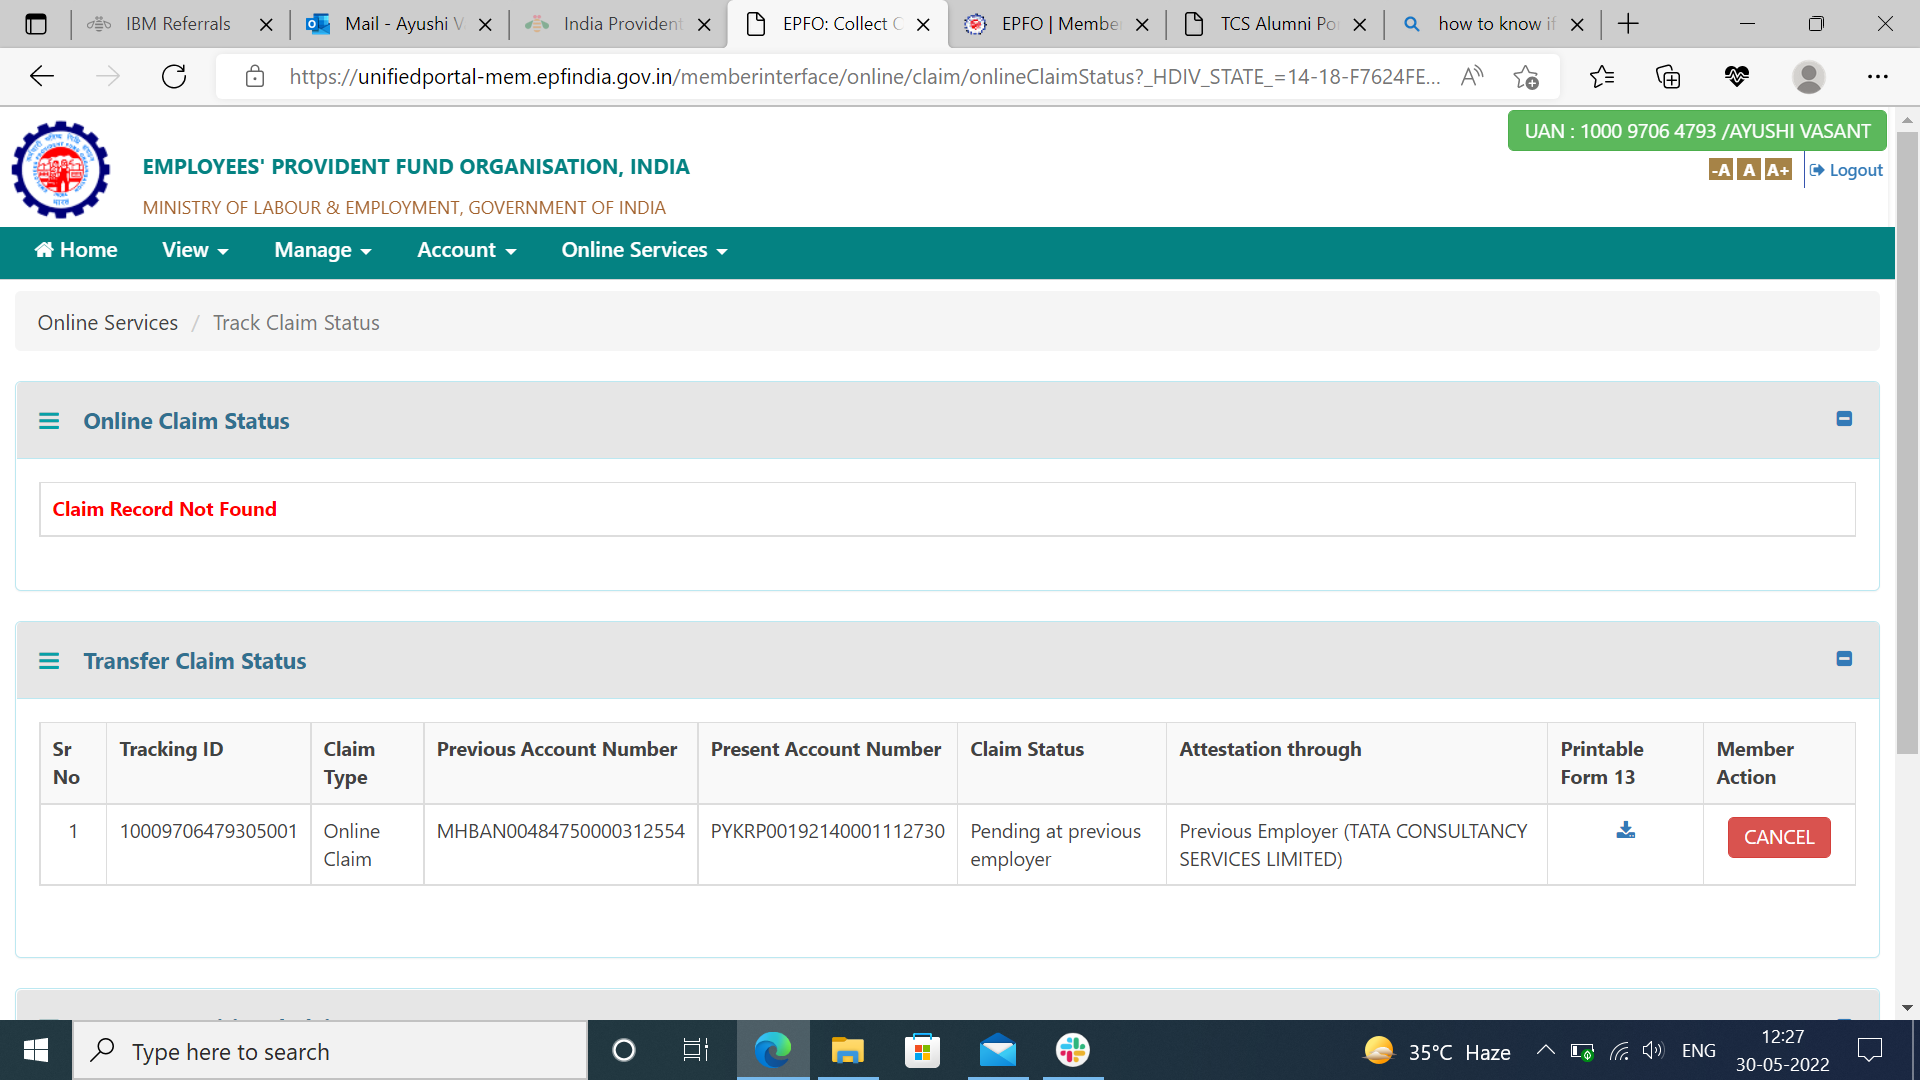 IBM Referrals
Mail - Ayushi V
India Provident
EPFO: Collect C
EPFO | Membe
TCS Alumni Po
how to know if
https://unifiedportal-mem.epfindia.gov.in/memberinterface/online/claim/onlineClaimStatus?_HDIV_STATE_=14-18-F7624FE...
UAN : 1000 9706 4793 /AYUSHI VASANT
EMPLOYEES' PROVIDENT FUND ORGANISATION, INDIA
-A A A+ Logout
MINISTRY OF LABOUR & EMPLOYMENT, GOVERNMENT OF INDIA
Home View Manage Account Online Services
Online Services / Track Claim Status
Online Claim Status
Claim Record Not Found
Transfer Claim Status
Sr No
Tracking ID
Claim Type
Previous Account Number
Present Account Number
Claim Status
Attestation through
Printable Form 13
Member Action
1
10009706479305001
Online Claim
MHBAN00484750000312554
PYKRP00192140001112730
Pending at previous employer
Previous Employer (TATA CONSULTANCY SERVICES LIMITED)
CANCEL
Type here to search
35°C Haze
ENG
12:27
30-05-2022